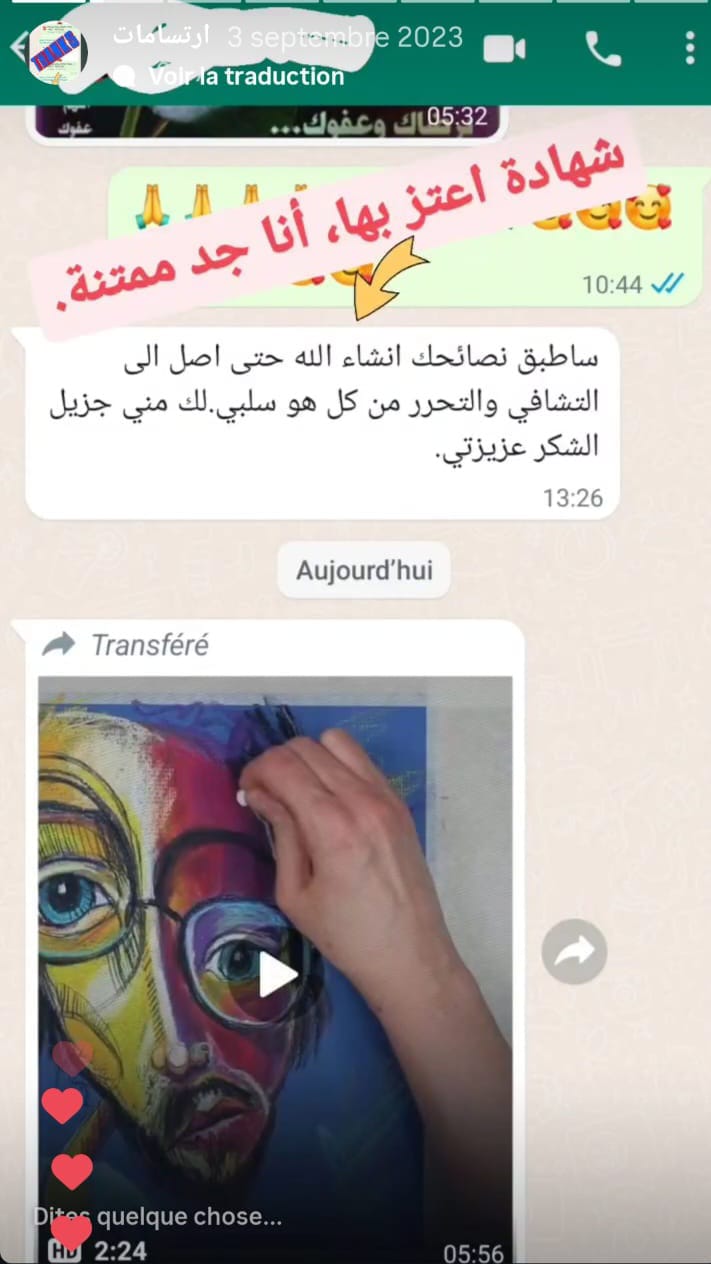 ارتسامات 3 septembre 2023
Voir la traduction
THANKS
عفوك
وعفوك...
05:32
شهادة اعتز بها، أنا جد ممتنة.
10:44
ساطبق نصائحك انشاء الله حتى اصل الى
التشافي والتحرر من كل هو سلبي.لك مني جزيل
الشكر عزيزتي.
13:26
Aujourd’hui
Transféré
Dites quelque chose...
HD 2:24
05:56